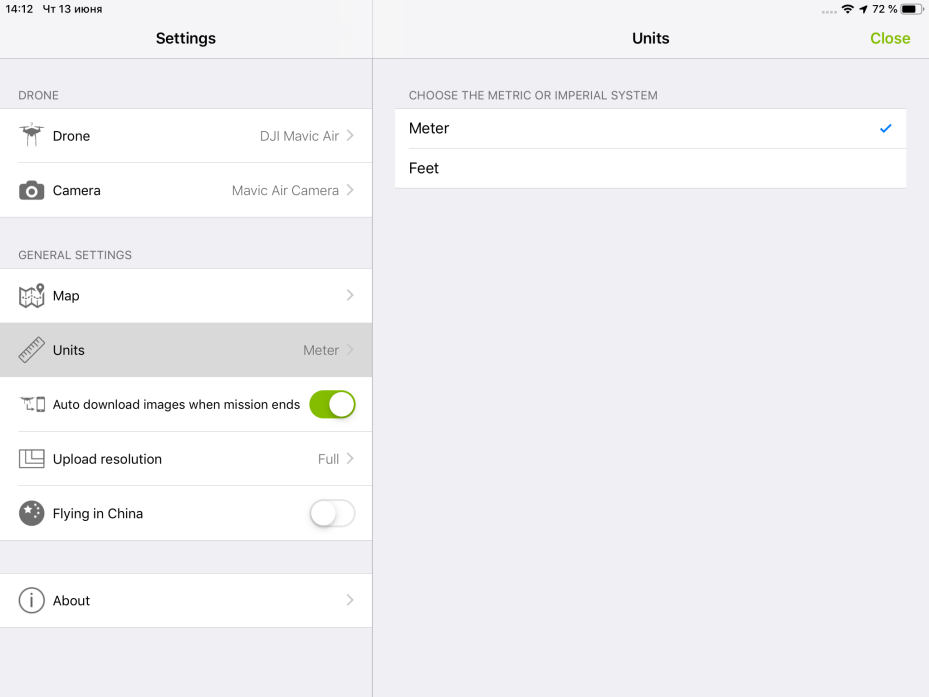 14:12 Чт 13 июня
72 %
Settings
Units
Close
DRONE
Drone
DJI Mavic Air
Camera
Mavic Air Camera
GENERAL SETTINGS
Map
Units
Meter
Auto download images when mission ends
Upload resolution
Full
Flying in China
About
CHOOSE THE METRIC OR IMPERIAL SYSTEM
Meter
Feet